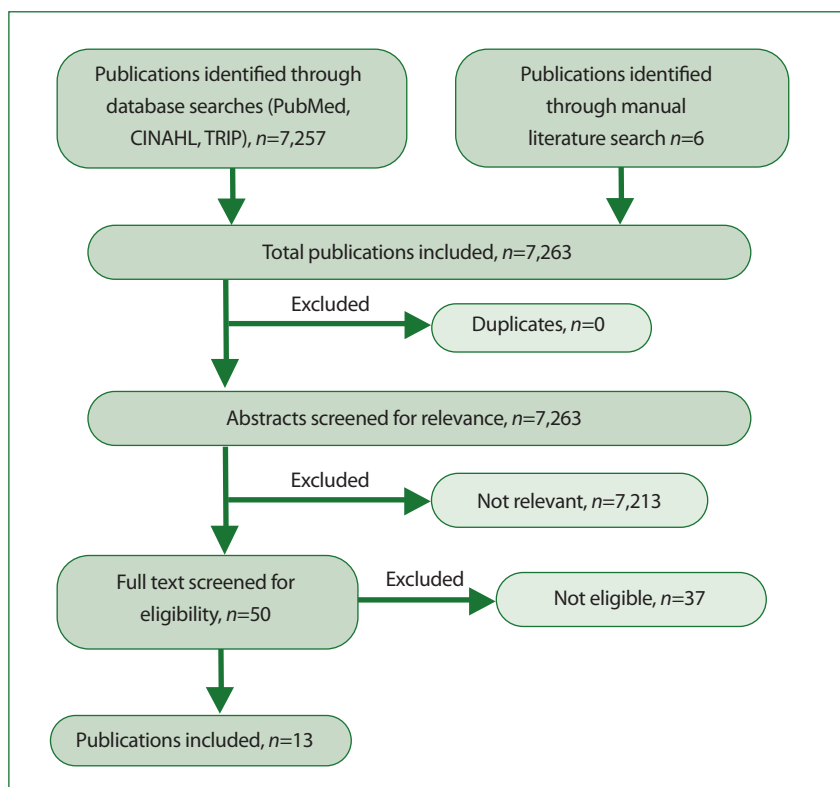 Publications identified through
database searches (PubMed,
CINAHL, TRIP), n=7,257
Publications identified
through manual
literature search n=6
Total publications included, n=7,263
Excluded
Duplicates, n=0
Abstracts screened for relevance, n=7,263
Excluded
Not relevant, n=7,213
Full text screened for
eligibility, n=50
Excluded
Not eligible, n=37
Publications included, n=13